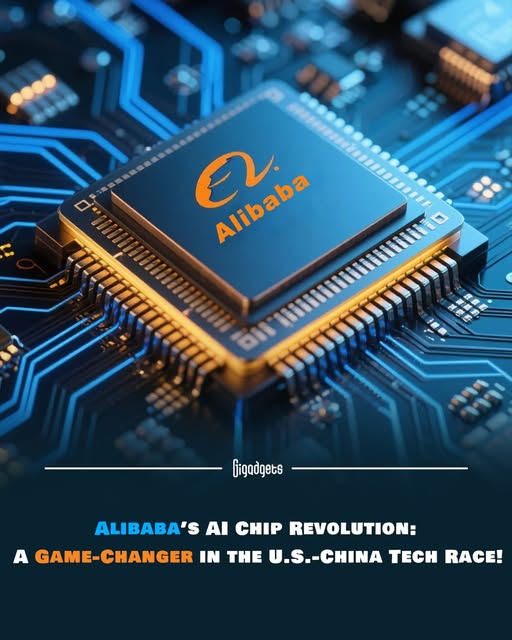 Alibaba
Gigadgets
Alibaba's AI Chip Revolution:
A Game-Changer in the U.S.-China Tech Race!